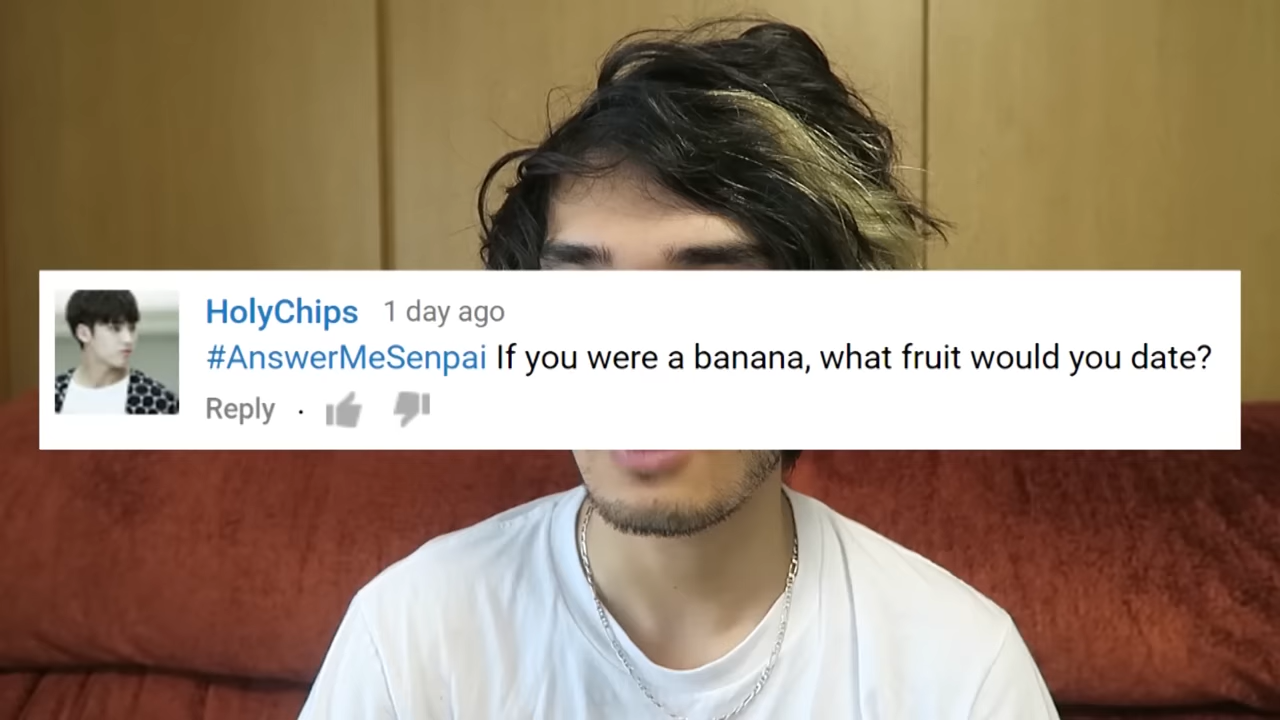 HolyChips 1 day ago
#AnswerMeSenpai If you were a banana, what fruit would you date?
Reply ·